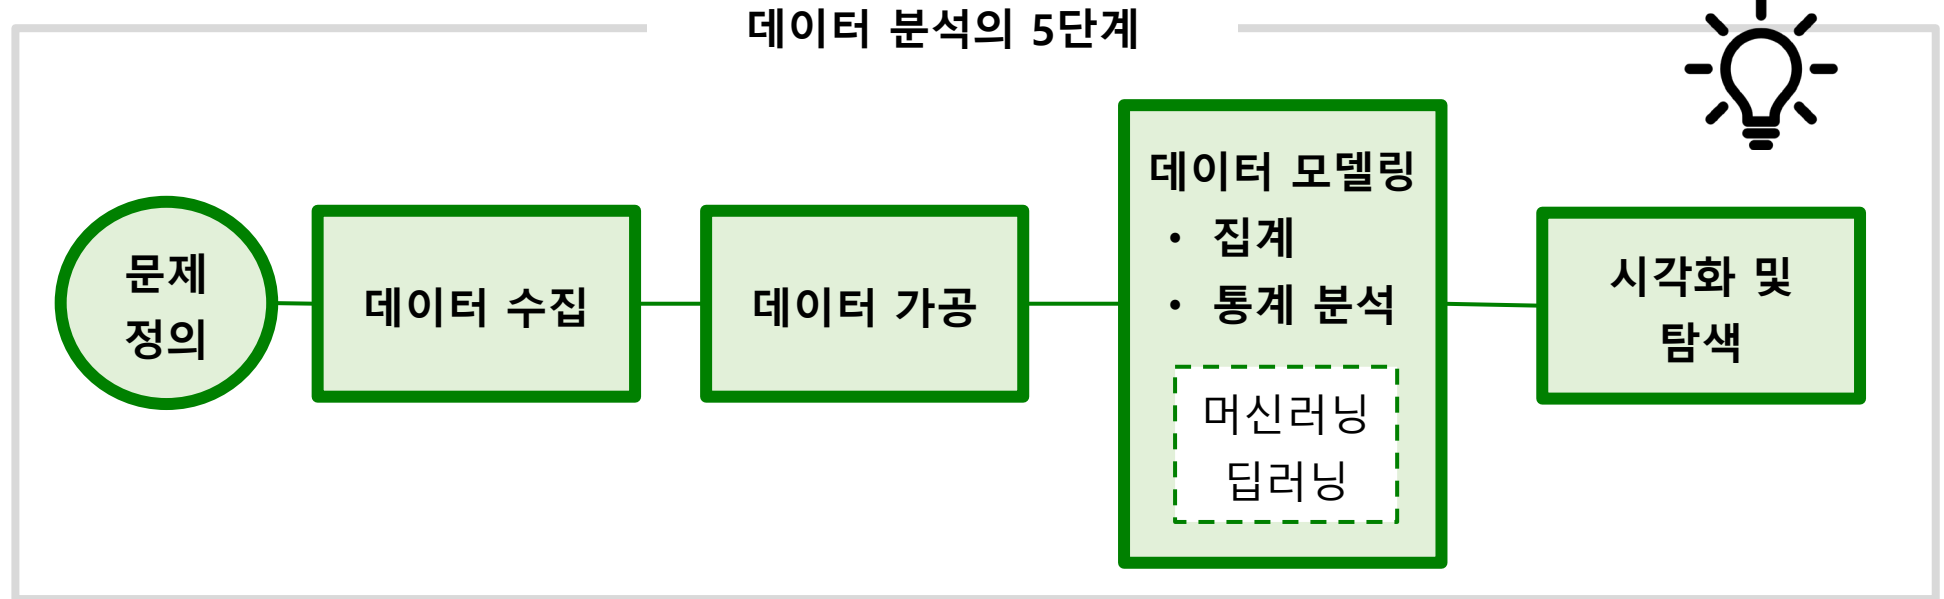 데이터 분석의 5단계
문제
정의
데이터 수집
데이터 가공
데이터 모델링
• 집계
• 통계 분석
머신러닝
딥러닝
시각화 및
탐색